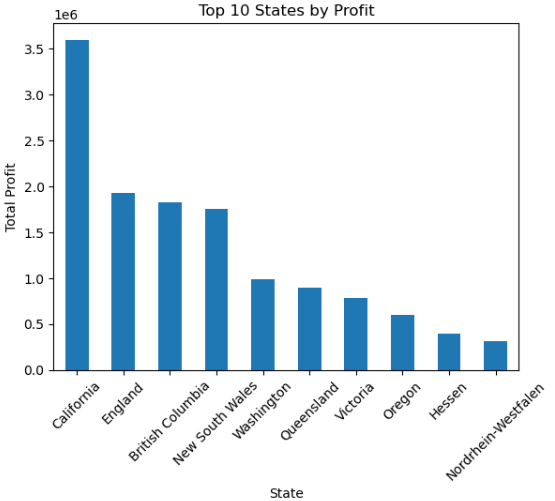 Top 10 States by Profit
1e6
3.5
3.0
2.5
2.0
1.5
1.0
0.5
0.0
Total Profit
California
England
British Columbia
New South Wales
Washington
Queensland
Victoria
Oregon
Hessen
Nordrhein-Westfalen
State